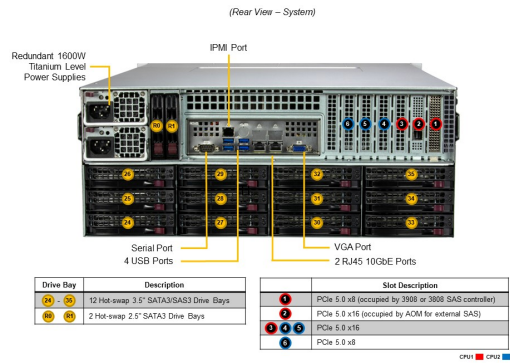 (Rear View – System)
IPMI Port
Redundant 1600W
Titanium Level
Power Supplies
R0 R1
6 5 4 3 2 1
26 29 32 35
25 28 31 34
24 27 30 33
Serial Port
4 USB Ports
VGA Port
2 RJ45 10GbE Ports
Drive Bay Description
24 - 35 12 Hot-swap 3.5" SATA3/SAS3 Drive Bays
R0 R1 2 Hot-swap 2.5" SATA3 Drive Bays
Slot Description
1 PCIe 5.0 x8 (occupied by 3908 or 3808 SAS controller)
2 PCIe 5.0 x16 (occupied by AOM for external SAS)
3 4 5 PCIe 5.0 x16
6 PCIe 5.0 x8
CPU1 CPU2